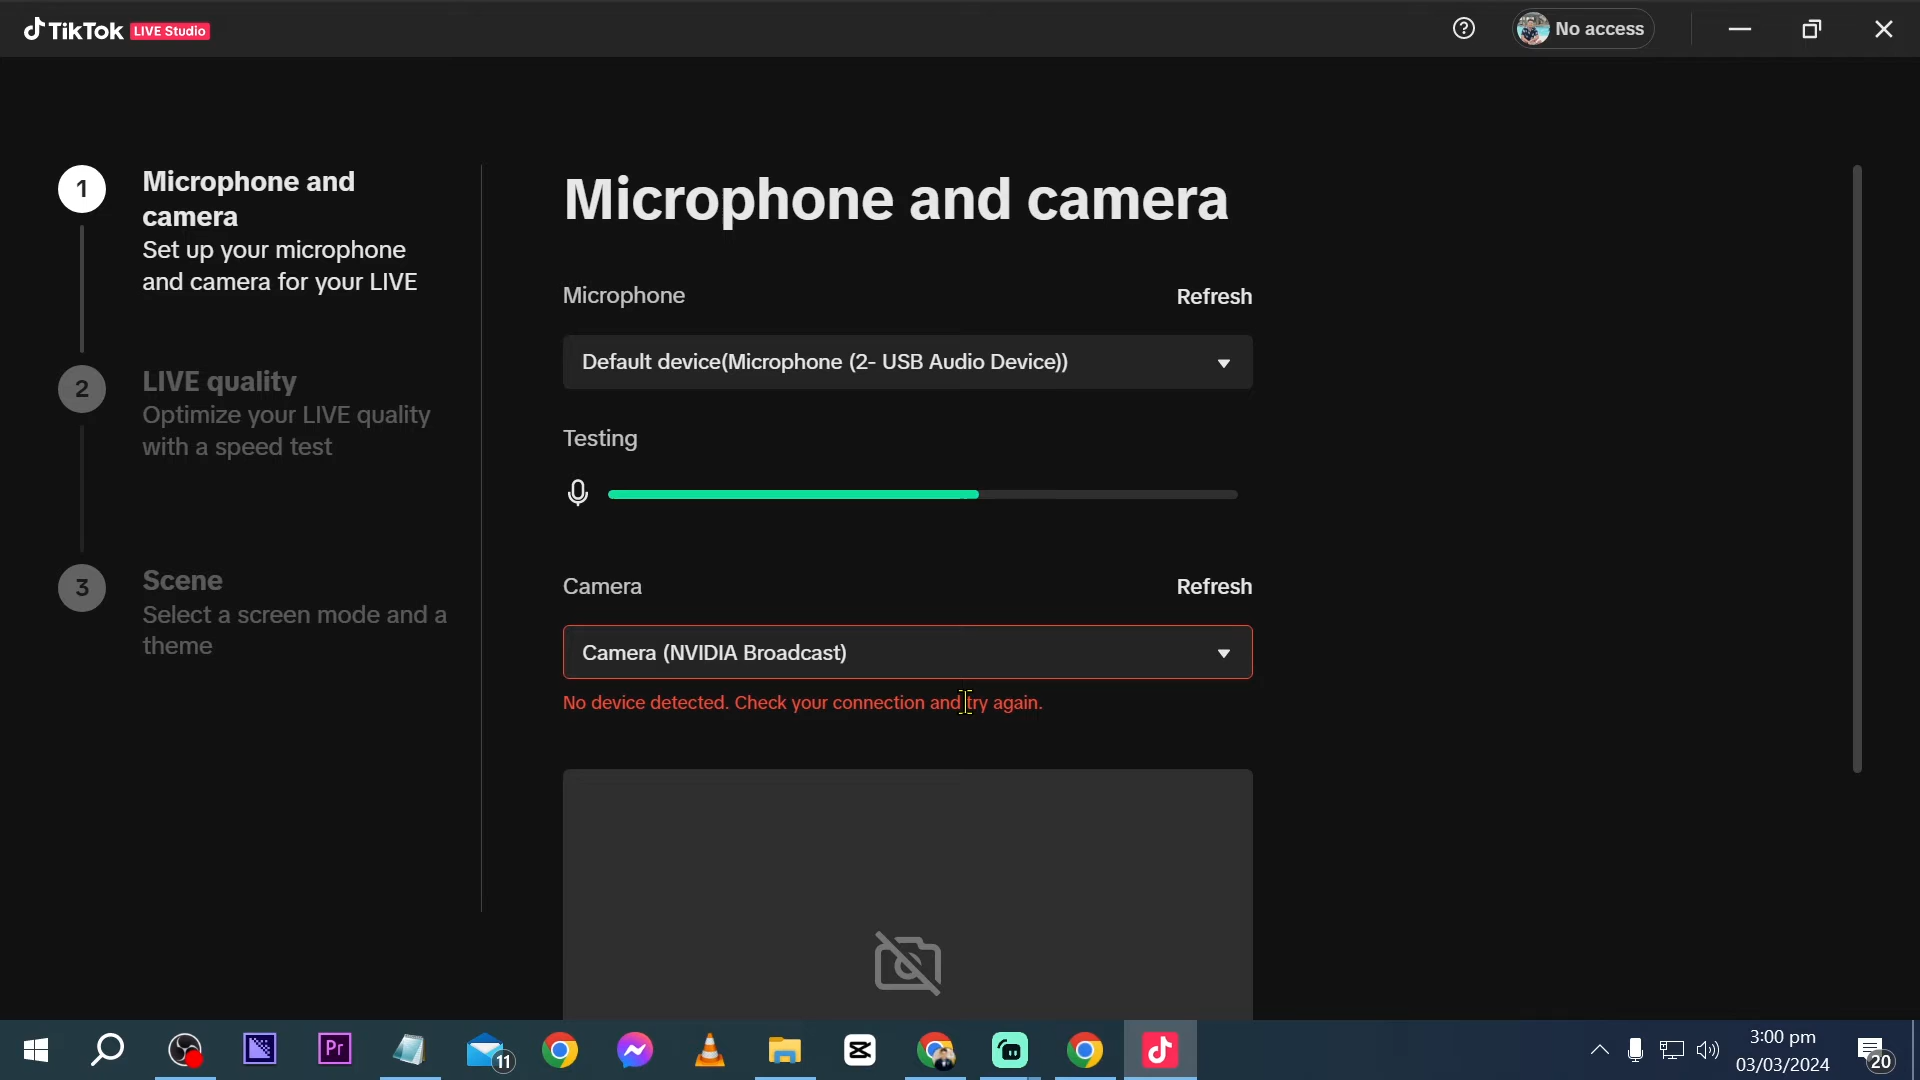 TikTok LIVE Studio
No access
1
Microphone and
camera
Set up your microphone
and camera for your LIVE
2
LIVE quality
Optimize your LIVE quality
with a speed test
3
Scene
Select a screen mode and a
theme
Microphone and camera
Microphone
Refresh
Default device(Microphone (2- USB Audio Device))
Testing
Camera
Refresh
Camera (NVIDIA Broadcast)
No device detected. Check your connection and try again.
Pr
11
3:00 pm
03/03/2024
20